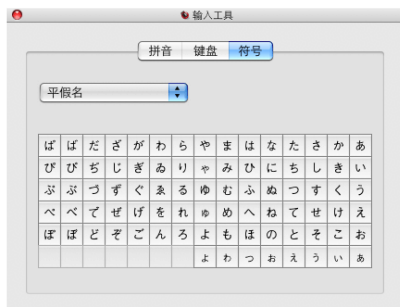 输入工具
拼音 键盘 符号
平假名
ぱ ば だ ざ が わ ら や ま は な た さ か あ
ぴ び ぢ じ ぎ ゐ り ゃ み ひ に ち し き い
ぷ ぶ づ ず ぐ ゑ る ゆ む ふ ぬ つ す く う
ぺ べ で ぜ げ を れ ゅ め へ ね て せ け え
ぽ ぼ ど ぞ ご ん ろ よ も ほ の と そ こ お
ょ ゎ っ ぉ ぇ ぅ ぃ ぁ